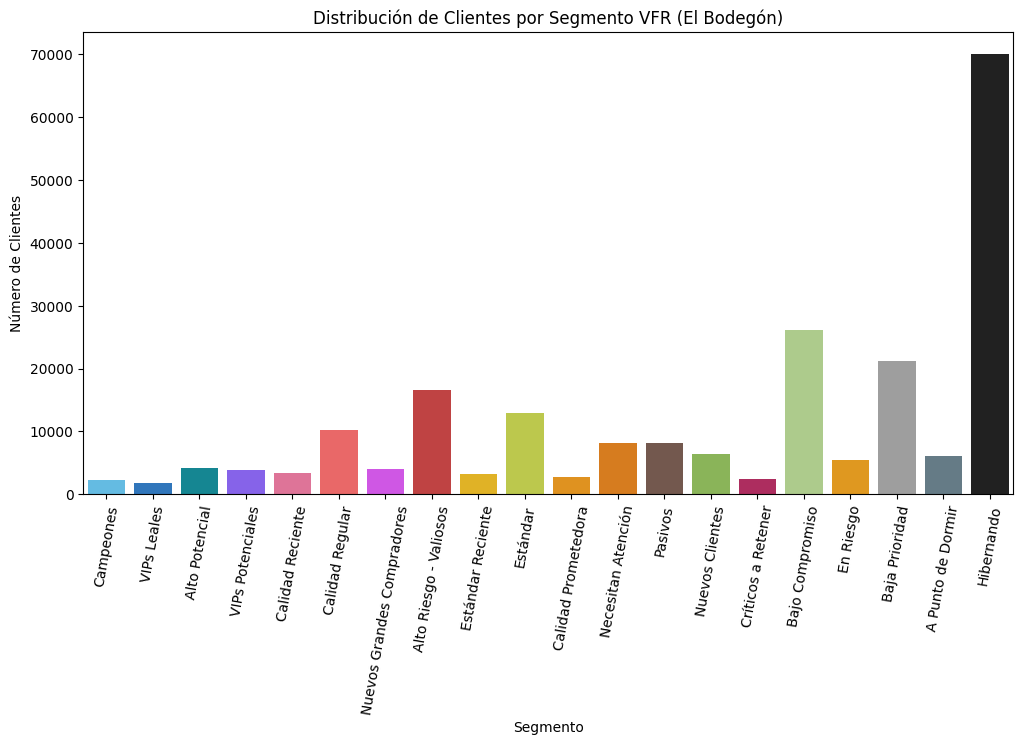 Distribución de Clientes por Segmento VFR (El Bodegón)
Número de Clientes
70000
60000
50000
40000
30000
20000
10000
0
Campeones
VIPs Leales
Alto Potencial
VIPs Potenciales
Calidad Reciente
Calidad Regular
Nuevos Grandes Compradores
Alto Riesgo - Valiosos
Estándar Reciente
Estándar
Calidad Prometedora
Necesitan Atención
Pasivos
Nuevos Clientes
Críticos a Retener
Bajo Compromiso
En Riesgo
Baja Prioridad
A Punto de Dormir
Hibernando
Segmento